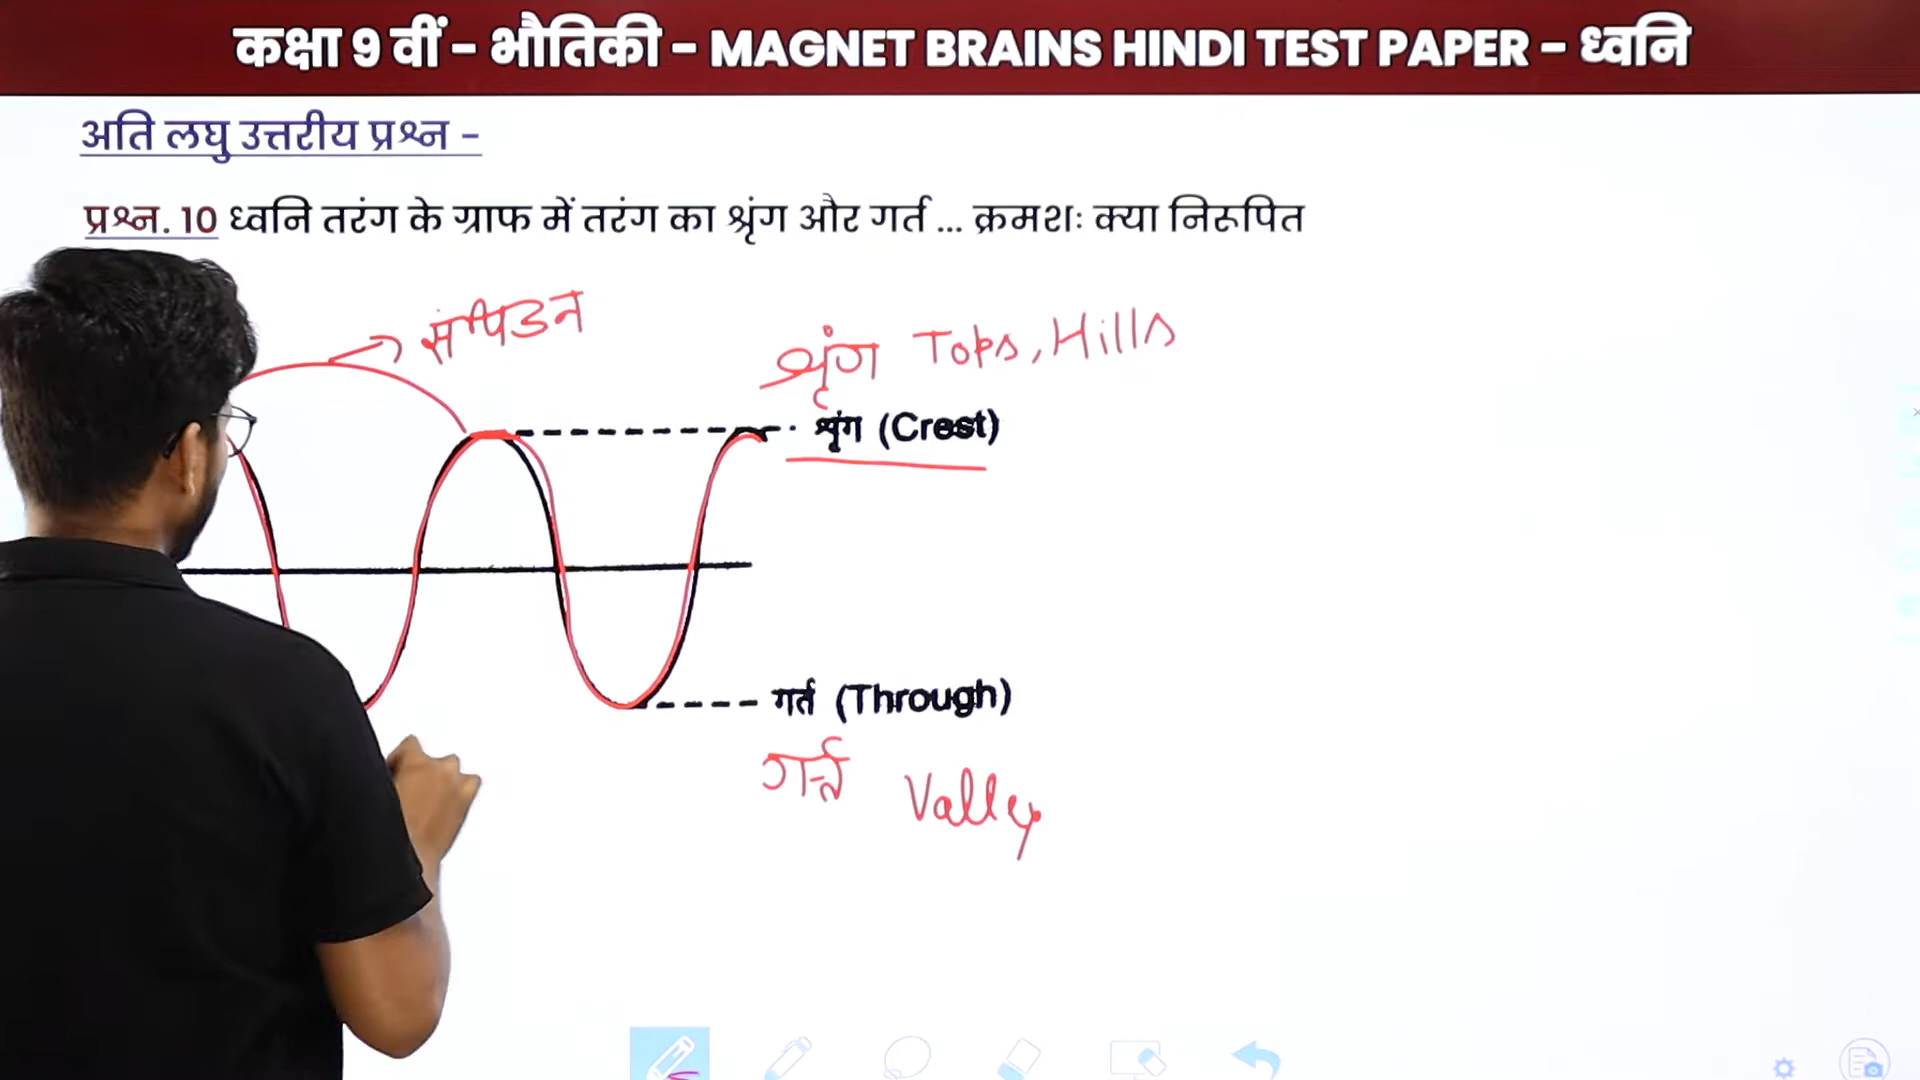 कक्षा 9 वीं - भौतिकी - MAGNET BRAINS HINDI TEST PAPER - ध्वनि
अति लघु उत्तरीय प्रश्न -
प्रश्न. 10 ध्वनि तरंग के ग्राफ में तरंग का श्रृंग और गर्त ... क्रमशः क्या निरूपित
संपीडन
श्रृंग Tops, Hills
श्रृंग (Crest)
गर्त (Through)
गर्त Valley